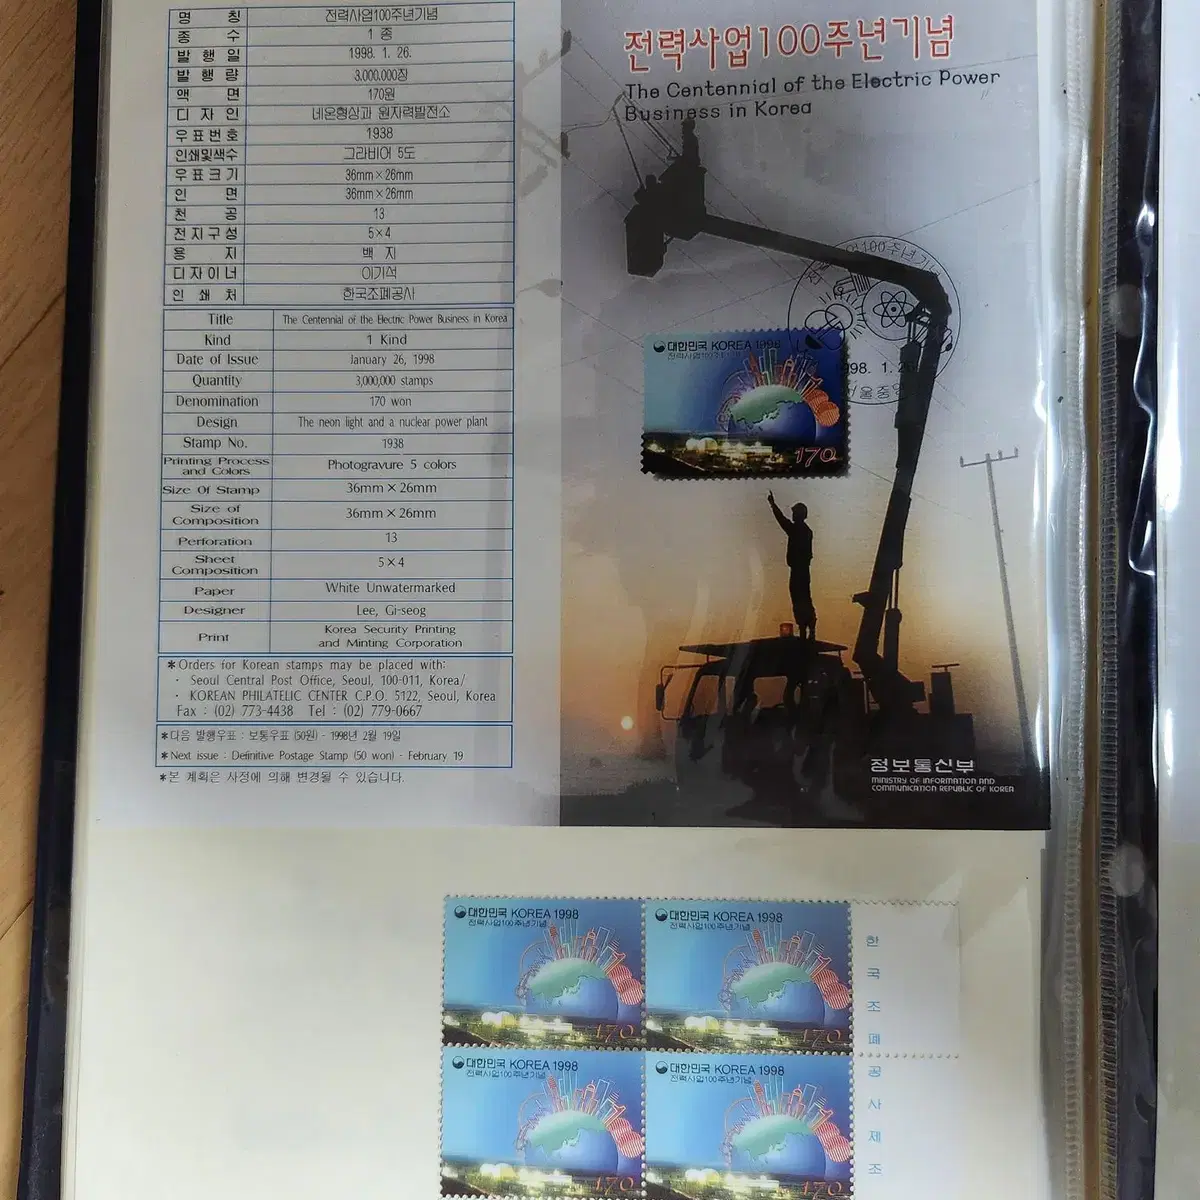 명 칭 전력사업100주년기념
종 수 1 종
발 행 일 1998. 1. 26.
발 행 량 3,000,000장
액 면 170원
디 자 인 네온형상과 원자력발전소
우표번호 1938
인쇄및색수 그라비어 5도
우표크기 36mm×26mm
인 면 36mm×26mm
천 공 13
전지구성 5×4
용 지 백 지
디자이너 이기석
인 쇄 처 한국조폐공사
Title The Centennial of the Electric Power Business in Korea
Kind 1 Kind
Date of Issue January 26, 1998
Quantity 3,000,000 stamps
Denomination 170 won
Design The neon light and a nuclear power plant
Stamp No. 1938
Printing Process and Colors Photogravure 5 colors
Size Of Stamp 36mm×26mm
Size of Composition 36mm×26mm
Perforation 13
Sheet Composition 5×4
Paper White Unwatermarked
Designer Lee, Gi-seog
Print Korea Security Printing and Minting Corporation
*Orders for Korean stamps may be placed with:
· Seoul Central Post Office, Seoul, 100-011, Korea/
· KOREAN PHILATELIC CENTER C.P.O. 5122, Seoul, Korea
Fax : (02) 773-4438 Tel : (02) 779-0667
*다음 발행우표 : 보통우표 (50원) - 1998년 2월 19일
*Next issue : Definitive Postage Stamp (50 won) - February 19
*본 계획은 사정에 의해 변경될 수 있습니다.
전력사업100주년기념
The Centennial of the Electric Power
Business in Korea
대한민국 KOREA 1998
전력사업100주년기념
170
정보통신부
MINISTRY OF INFORMATION AND
COMMUNICATION REPUBLIC OF KOREA
대한민국 KOREA 1998
전력사업100주년기념
170
대한민국 KOREA 1998
전력사업100주년기념
170
대한민국 KOREA 1998
전력사업100주년기념
170
대한민국 KOREA 1998
전력사업100주년기념
170
한국조폐공사제조